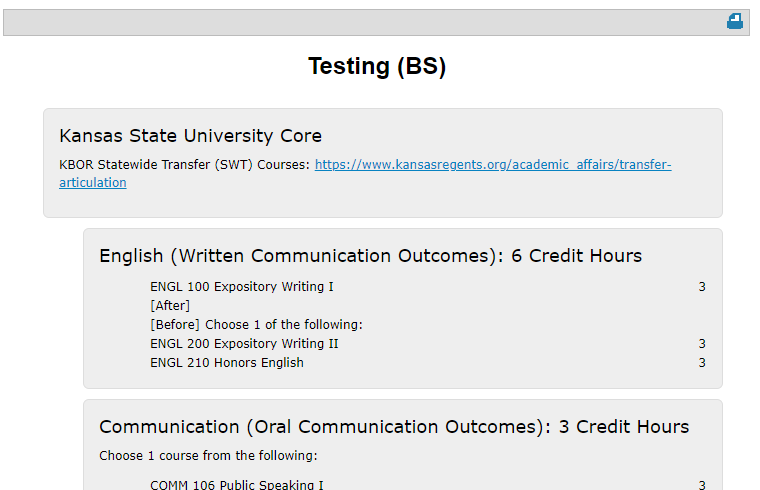 Testing (BS)
Kansas State University Core
KBOR Statewide Transfer (SWT) Courses: https://www.kansasregents.org/academic_affairs/transfer-
articulation
English (Written Communication Outcomes): 6 Credit Hours
ENGL 100 Expository Writing I 3
[After]
[Before] Choose 1 of the following:
ENGL 200 Expository Writing II 3
ENGL 210 Honors English 3
Communication (Oral Communication Outcomes): 3 Credit Hours
Choose 1 course from the following:
COMM 106 Public Speaking I 3